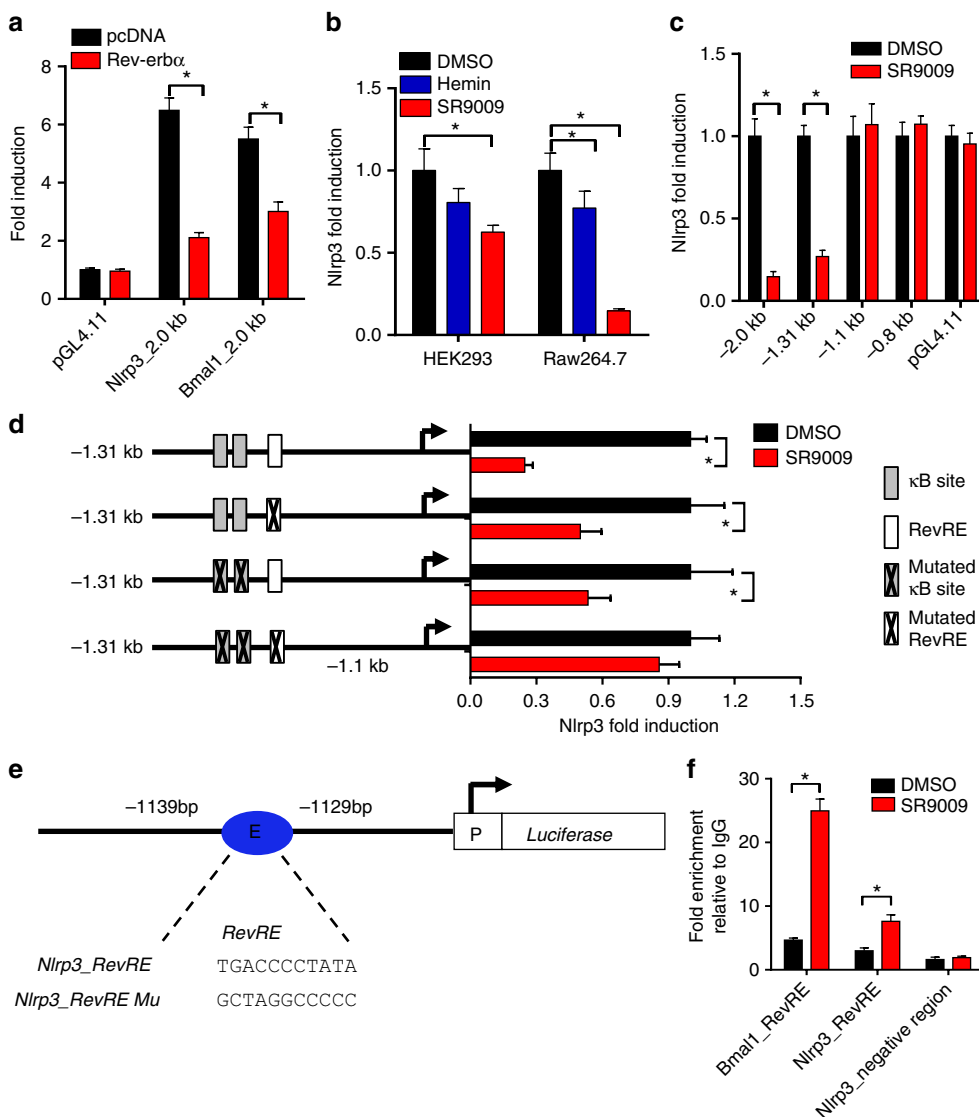 a
pcDNA
Rev-erbα
Fold induction
8
6
4
2
0
*
*
pGL4.11
Nlrp3_2.0 kb
Bmal1_2.0 kb
b
DMSO
Hemin
SR9009
Nlrp3 fold induction
1.5
1.0
0.5
0.0
*
*
*
HEK293
Raw264.7
c
DMSO
SR9009
Nlrp3 fold induction
1.5
1.0
0.5
0.0
*
*
−2.0 kb
−1.31 kb
−1.1 kb
−0.8 kb
pGL4.11
d
−1.31 kb
−1.31 kb
−1.31 kb
−1.31 kb
−1.1 kb
DMSO
SR9009
*
*
*
0.0
0.3
0.6
0.9
1.2
1.5
Nlrp3 fold induction
κB site
RevRE
Mutated
κB site
Mutated
RevRE
e
−1139bp
−1129bp
E
P
Luciferase
RevRE
Nlrp3_RevRE
TGACCCCTATA
Nlrp3_RevRE Mu
GCTAGGCCCCC
f
DMSO
SR9009
Fold enrichment
relative to IgG
30
20
10
0
*
*
Bmal1_RevRE
Nlrp3_RevRE
Nlrp3_negative region